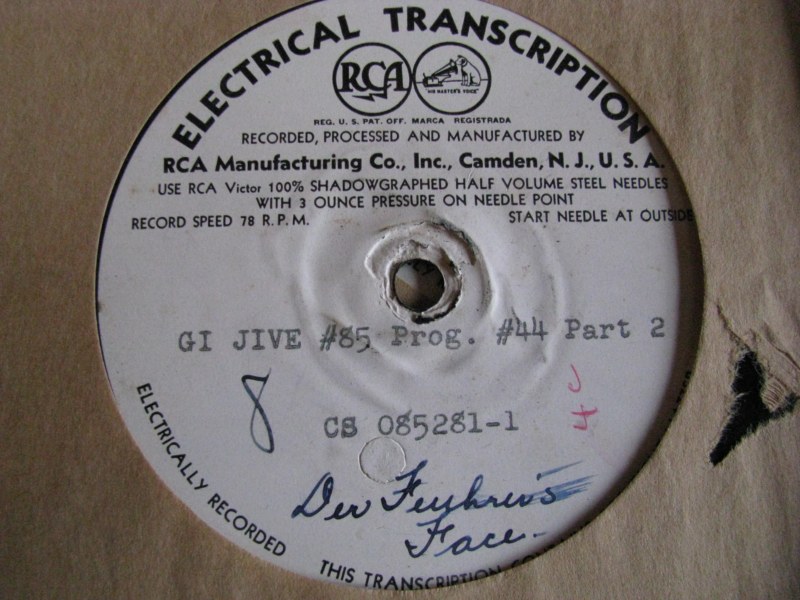 ELECTRICAL TRANSCRIPTION
RCA
"HIS MASTER'S VOICE"
REG. U. S. PAT. OFF. MARCA REGISTRADA
RECORDED, PROCESSED AND MANUFACTURED BY
RCA Manufacturing Co., Inc., Camden, N. J., U. S. A.
USE RCA Victor 100% SHADOWGRAPHED HALF VOLUME STEEL NEEDLES
WITH 3 OUNCE PRESSURE ON NEEDLE POINT
RECORD SPEED 78 R. P. M. START NEEDLE AT OUTSIDE
GI JIVE #85 Prog. #44 Part 2
8
4C
CS 085281-1
Der Feuhrer's
Face.
ELECTRICALLY RECORDED
THIS TRANSCRIPTION